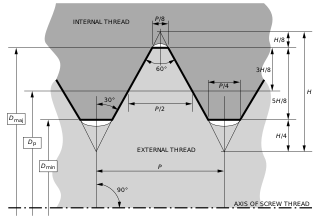 P/8
INTERNAL THREAD
H/8
60°
3H/8
H
P/4
30°
5H/8
P/2
Dmaj
Dp
H/4
EXTERNAL THREAD
Dmin
P
90°
AXIS OF SCREW THREAD